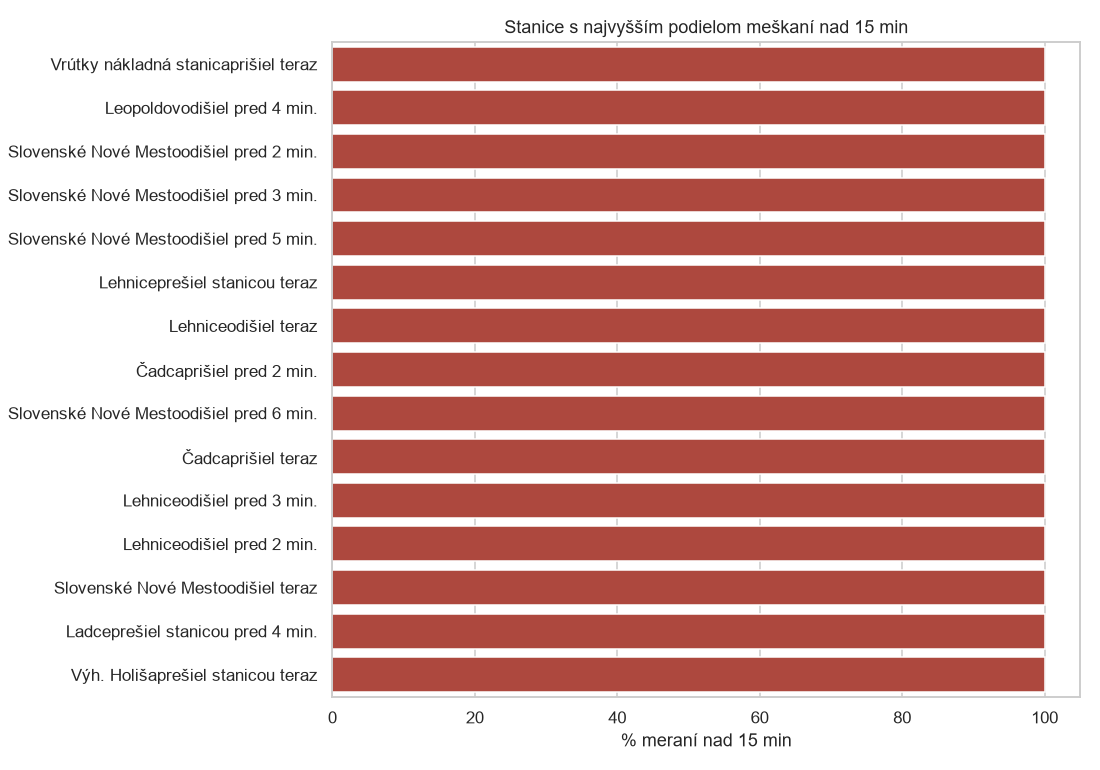 Stanice s najvyšším podielom meškaní nad 15 min
Vrútky nákladná stanicaprišiel teraz
Leopoldovodišiel pred 4 min.
Slovenské Nové Mestoodišiel pred 2 min.
Slovenské Nové Mestoodišiel pred 3 min.
Slovenské Nové Mestoodišiel pred 5 min.
Lehniceprešiel stanicou teraz
Lehniceodišiel teraz
Čadcaprišiel pred 2 min.
Slovenské Nové Mestoodišiel pred 6 min.
Čadcaprišiel teraz
Lehniceodišiel pred 3 min.
Lehniceodišiel pred 2 min.
Slovenské Nové Mestoodišiel teraz
Ladceprešiel stanicou pred 4 min.
Výh. Holišaprešiel stanicou teraz
0 20 40 60 80 100
% meraní nad 15 min